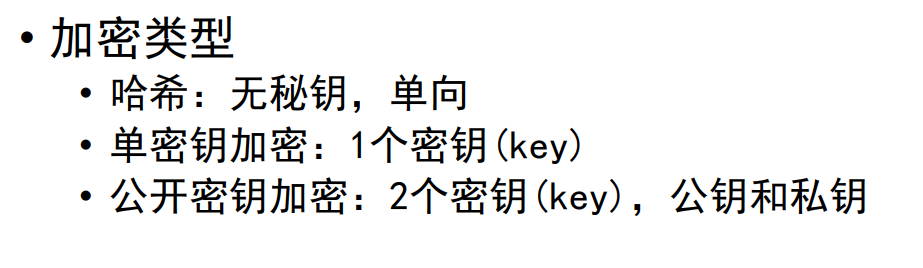 • 加密类型
• 哈希：无秘钥，单向
• 单密钥加密：1个密钥(key)
• 公开密钥加密：2个密钥(key)，公钥和私钥